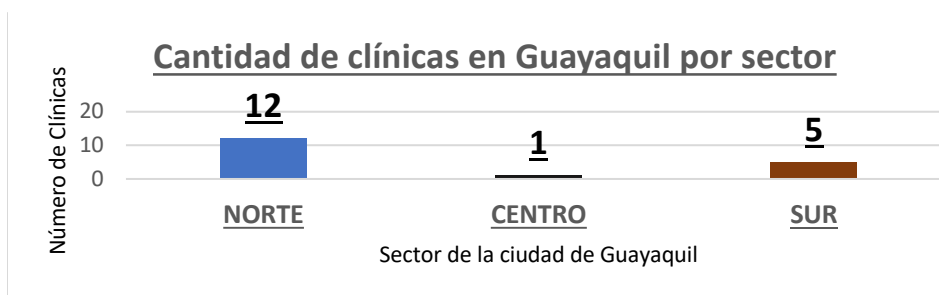 Cantidad de clínicas en Guayaquil por sector
Número de Clínicas
20
10
0
12
1
5
NORTE
CENTRO
SUR
Sector de la ciudad de Guayaquil